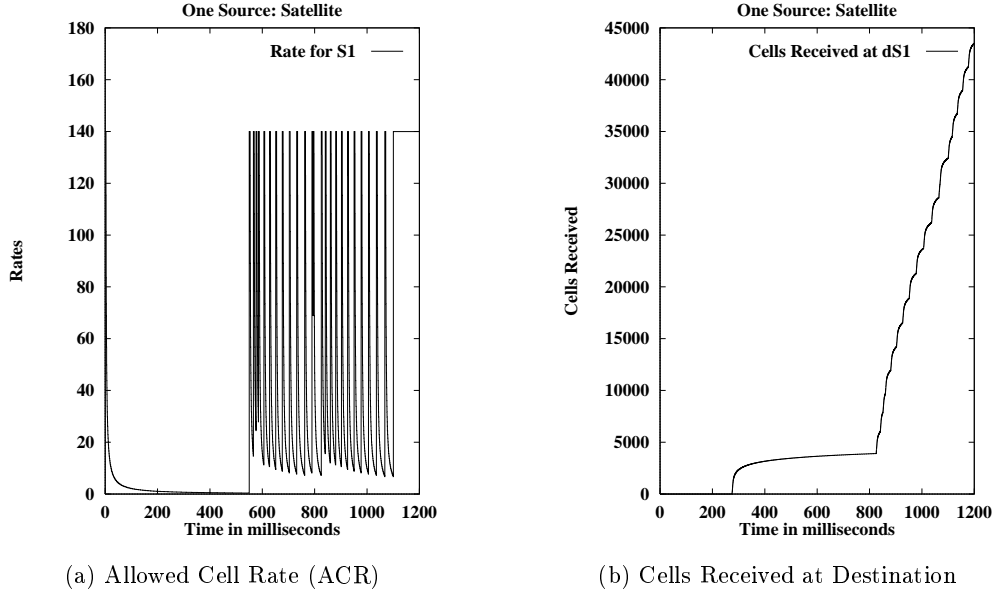 One Source: Satellite
180
160
140
120
100
80
60
40
20
0
Rates
Rate for S1
0 200 400 600 800 1000 1200
Time in milliseconds
(a) Allowed Cell Rate (ACR)
One Source: Satellite
45000
40000
35000
30000
25000
20000
15000
10000
5000
0
Cells Received
Cells Received at dS1
0 200 400 600 800 1000 1200
Time in milliseconds
(b) Cells Received at Destination